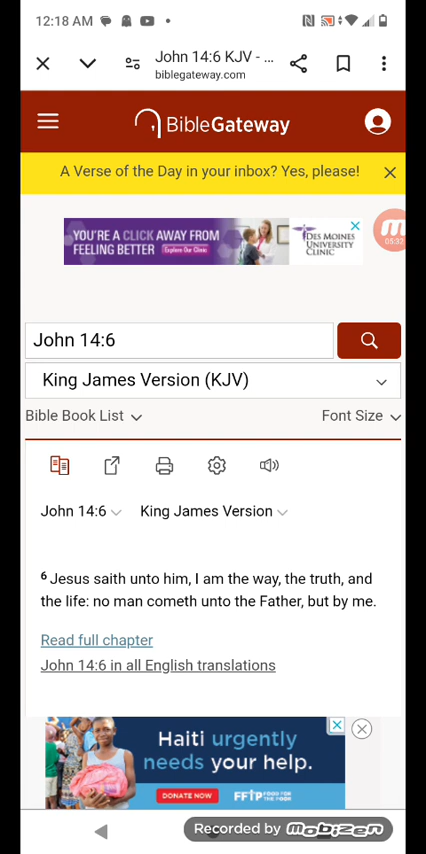 12:18 AM
John 14:6 KJV - ...
biblegateway.com
BibleGateway
A Verse of the Day in your inbox? Yes, please!
YOU'RE A CLICK AWAY FROM
FEELING BETTER Explore Our Clinic
DES MOINES
UNIVERSITY
CLINIC
05:32
John 14:6
King James Version (KJV)
Bible Book List
Font Size
John 14:6 King James Version
6 Jesus saith unto him, I am the way, the truth, and
the life: no man cometh unto the Father, but by me.
Read full chapter
John 14:6 in all English translations
Haiti urgently
needs your help.
DONATE NOW FFTP FOOD FOR THE POOR
Recorded by mobizen